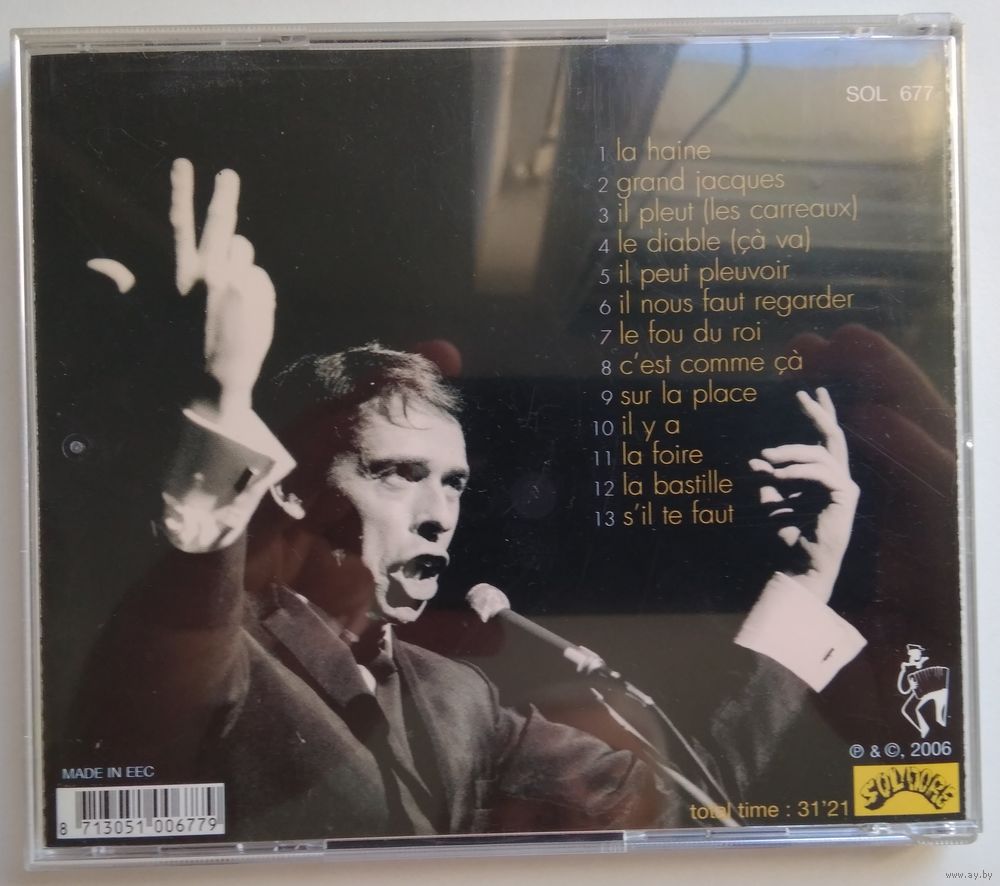 SOL 677
1 la haine
2 grand jacques
3 il pleut (les carreaux)
4 le diable (çà va)
5 il peut pleuvoir
6 il nous faut regarder
7 le fou du roi
8 c'est comme çà
9 sur la place
10 il y a
11 la foire
12 la bastille
13 s'il te faut
℗ & ©, 2006
MADE IN EEC
8 713051 006779
total time : 31'21
SOLIDORE
www.ay.by